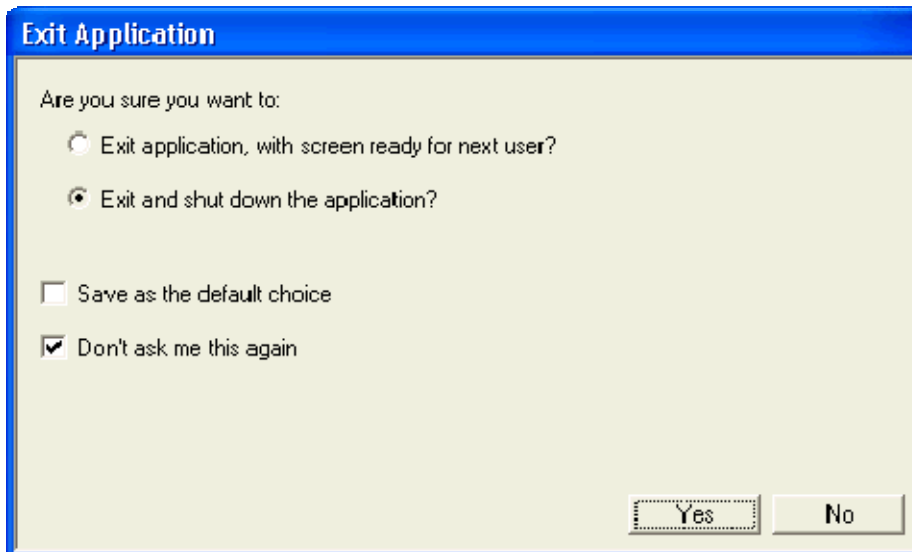 Exit Application
Are you sure you want to:
Exit application, with screen ready for next user?
Exit and shut down the application?
Save as the default choice
Don't ask me this again
Yes No